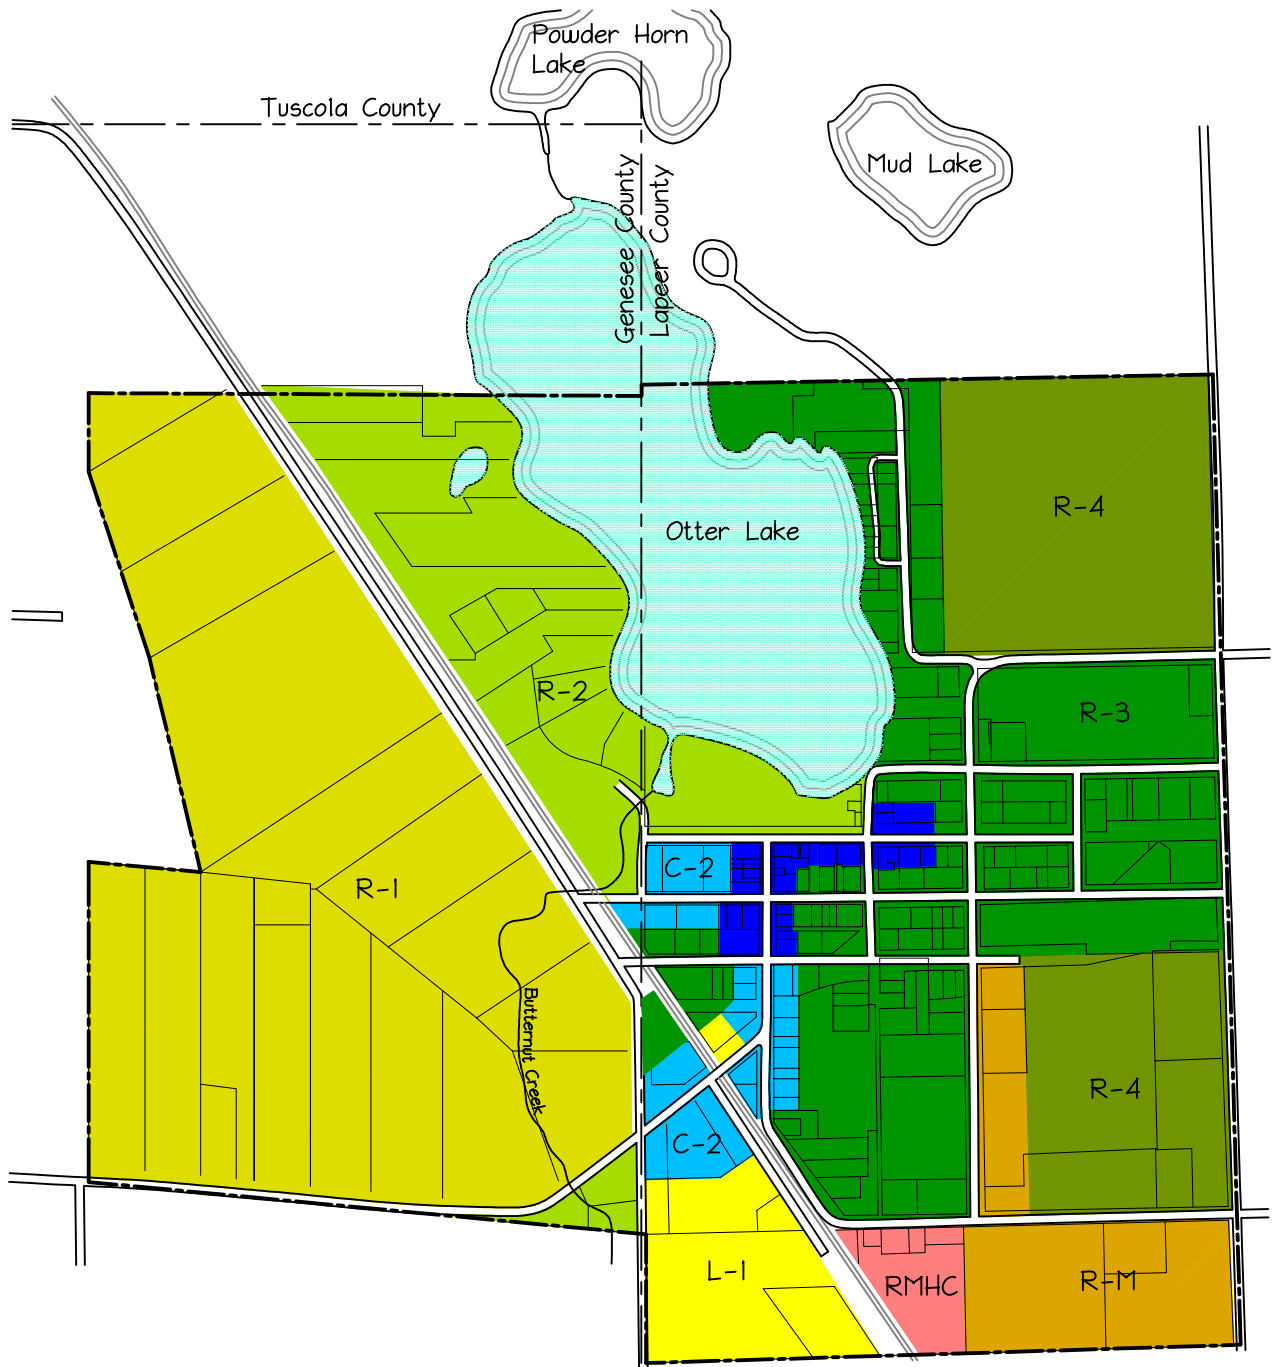 Powder Horn
Lake
Tuscola County
Mud Lake
Genesee County
Lapeer County
R-4
Otter Lake
R-2
R-3
C-2
R-1
Butternut Creek
R-4
C-2
L-1
RMHC
R-M